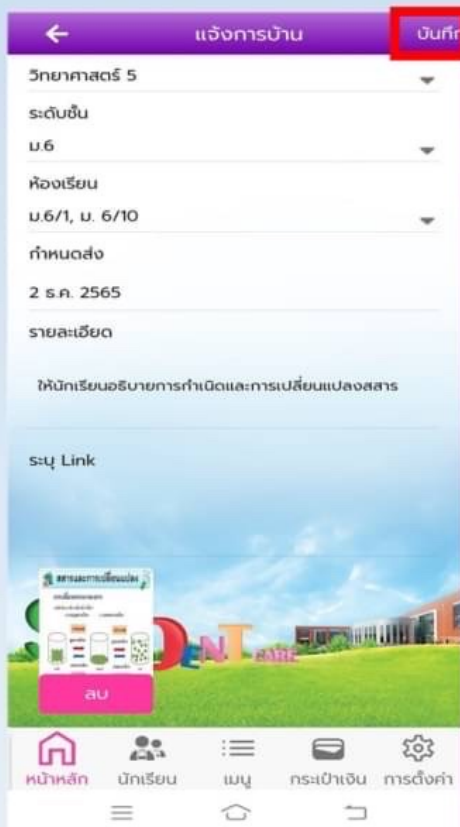 แจ้งการบ้าน
บันทึก
วิทยาศาสตร์ 5
ระดับชั้น
ม.6
ห้องเรียน
ม.6/1, ม. 6/10
กำหนดส่ง
2 ธ.ค. 2565
รายละเอียด
ให้นักเรียนอธิบายการกำเนิดและการเปลี่ยนแปลงสสาร
ระบุ Link
สสารและการเปลี่ยนแปลง
ลบ
หน้าหลัก นักเรียน เมนู กระเป๋าเงิน การตั้งค่า